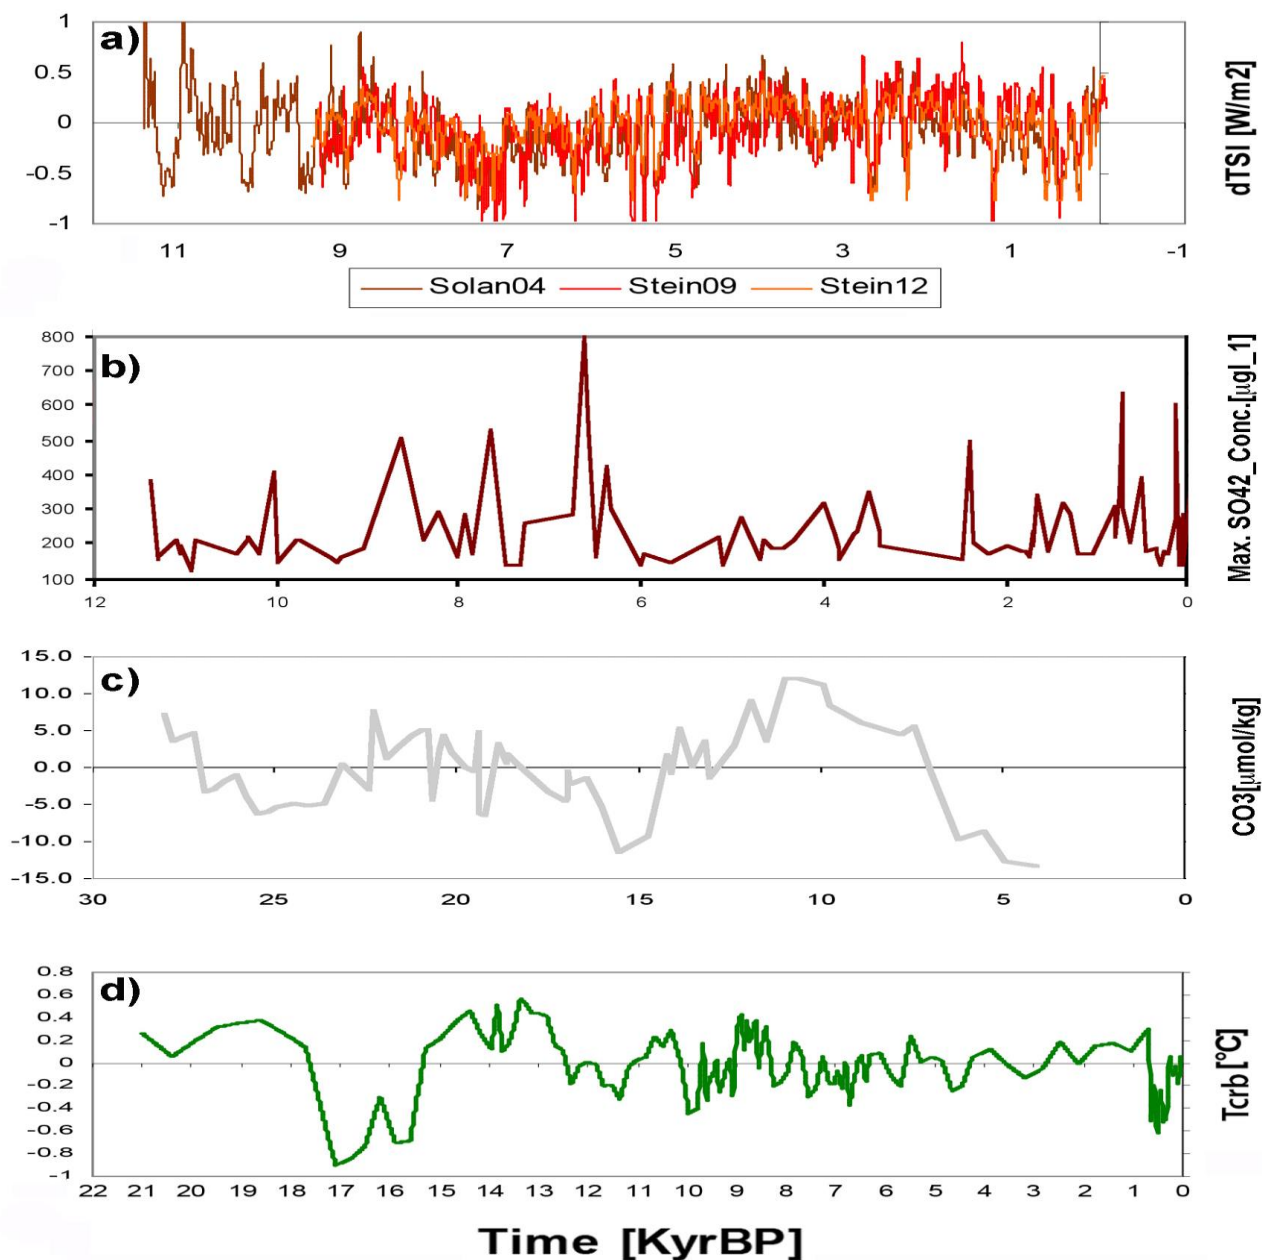 a)
1
0.5
0
-0.5
-1
dTSI [W/m2]
11 9 7 5 3 1 -1
Solan04 Stein09 Stein12
b)
800
700
600
500
400
300
200
100
Max. SO42_Conc.[µgl_1]
12 10 8 6 4 2 0
c)
15.0
10.0
5.0
0.0
-5.0
-10.0
-15.0
CO3[µmol/kg]
30 25 20 15 10 5 0
d)
0.8
0.6
0.4
0.2
0
-0.2
-0.4
-0.6
-0.8
-1
Tcrb [°C]
22 21 20 19 18 17 16 15 14 13 12 11 10 9 8 7 6 5 4 3 2 1 0
Time [KyrBP]